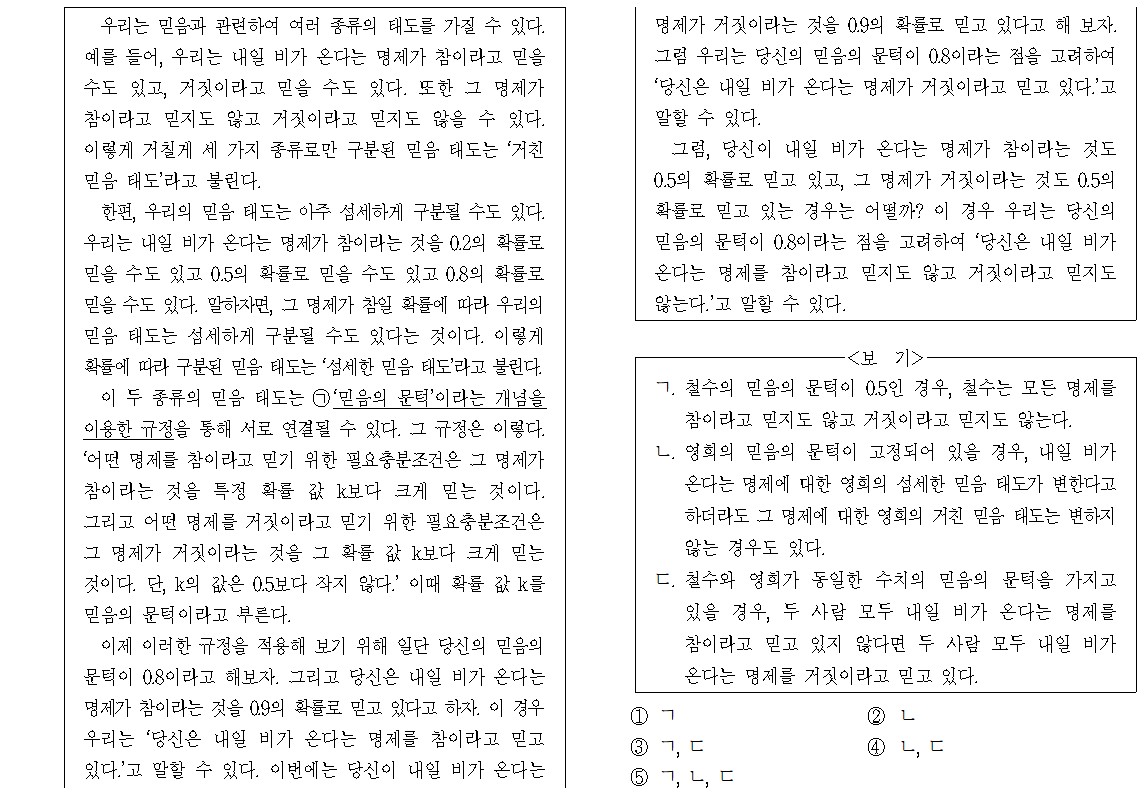 우리는 믿음과 관련하여 여러 종류의 태도를 가질 수 있다.
예를 들어, 우리는 내일 비가 온다는 명제가 참이라고 믿을
수도 있고, 거짓이라고 믿을 수도 있다. 또한 그 명제가
참이라고 믿지도 않고 거짓이라고 믿지도 않을 수 있다.
이렇게 거칠게 세 가지 종류로만 구분된 믿음 태도는 ‘거친
믿음 태도’라고 불린다.
한편, 우리의 믿음 태도는 아주 섬세하게 구분될 수도 있다.
우리는 내일 비가 온다는 명제가 참이라는 것을 0.2의 확률로
믿을 수도 있고 0.5의 확률로 믿을 수도 있고 0.8의 확률로
믿을 수도 있다. 말하자면, 그 명제가 참일 확률에 따라 우리의
믿음 태도는 섬세하게 구분될 수도 있다는 것이다. 이렇게
확률에 따라 구분된 믿음 태도는 ‘섬세한 믿음 태도’라고 불린다.
이 두 종류의 믿음 태도는 ㉠‘믿음의 문턱’이라는 개념을
이용한 규정을 통해 서로 연결될 수 있다. 그 규정은 이렇다.
‘어떤 명제를 참이라고 믿기 위한 필요충분조건은 그 명제가
참이라는 것을 특정 확률 값 k보다 크게 믿는 것이다.
그리고 어떤 명제를 거짓이라고 믿기 위한 필요충분조건은
그 명제가 거짓이라는 것을 그 확률 값 k보다 크게 믿는
것이다. 단, k의 값은 0.5보다 작지 않다.’ 이때 확률 값 k를
믿음의 문턱이라고 부른다.
이제 이러한 규정을 적용해 보기 위해 일단 당신의 믿음의
문턱이 0.8이라고 해보자. 그리고 당신은 내일 비가 온다는
명제가 참이라는 것을 0.9의 확률로 믿고 있다고 하자. 이 경우
우리는 ‘당신은 내일 비가 온다는 명제를 참이라고 믿고
있다.’고 말할 수 있다. 이번에는 당신이 내일 비가 온다는
명제가 거짓이라는 것을 0.9의 확률로 믿고 있다고 해 보자.
그럼 우리는 당신의 믿음의 문턱이 0.8이라는 점을 고려하여
‘당신은 내일 비가 온다는 명제가 거짓이라고 믿고 있다.’고
말할 수 있다.
그럼, 당신이 내일 비가 온다는 명제가 참이라는 것도
0.5의 확률로 믿고 있고, 그 명제가 거짓이라는 것도 0.5의
확률로 믿고 있는 경우는 어떨까? 이 경우 우리는 당신의
믿음의 문턱이 0.8이라는 점을 고려하여 ‘당신은 내일 비가
온다는 명제를 참이라고 믿지도 않고 거짓이라고 믿지도
않는다.’고 말할 수 있다.
<보 기>
ㄱ. 철수의 믿음의 문턱이 0.5인 경우, 철수는 모든 명제를
참이라고 믿지도 않고 거짓이라고 믿지도 않는다.
ㄴ. 영희의 믿음의 문턱이 고정되어 있을 경우, 내일 비가
온다는 명제에 대한 영희의 섬세한 믿음 태도가 변한다고
하더라도 그 명제에 대한 영희의 거친 믿음 태도는 변하지
않는 경우도 있다.
ㄷ. 철수와 영희가 동일한 수치의 믿음의 문턱을 가지고
있을 경우, 두 사람 모두 내일 비가 온다는 명제를
참이라고 믿고 있지 않다면 두 사람 모두 내일 비가
온다는 명제를 거짓이라고 믿고 있다.
① ㄱ ② ㄴ
③ ㄱ, ㄷ ④ ㄴ, ㄷ
⑤ ㄱ, ㄴ, ㄷ